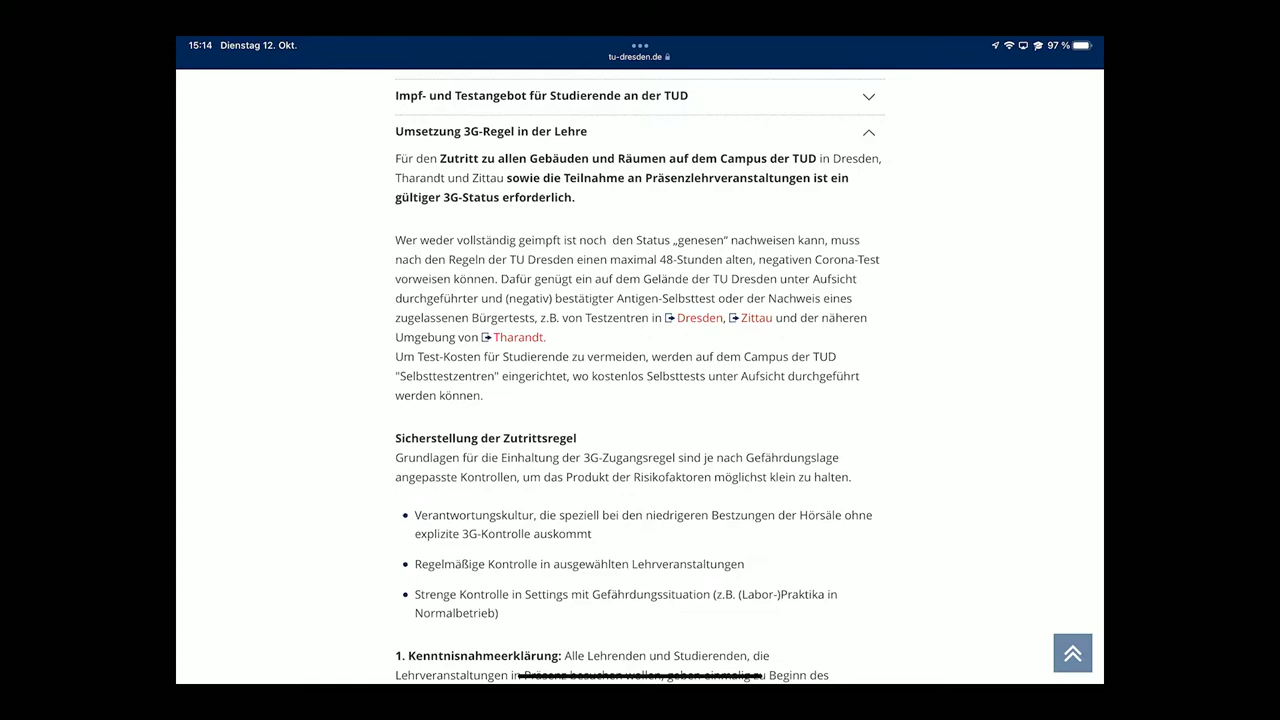 15:14 Dienstag 12. Okt.
97 %
tu-dresden.de
Impf- und Testangebot für Studierende an der TUD
Umsetzung 3G-Regel in der Lehre
Für den Zutritt zu allen Gebäuden und Räumen auf dem Campus der TUD in Dresden,
Tharandt und Zittau sowie die Teilnahme an Präsenzlehrveranstaltungen ist ein
gültiger 3G-Status erforderlich.
Wer weder vollständig geimpft ist noch den Status „genesen“ nachweisen kann, muss
nach den Regeln der TU Dresden einen maximal 48-Stunden alten, negativen Corona-Test
vorweisen können. Dafür genügt ein auf dem Gelände der TU Dresden unter Aufsicht
durchgeführter und (negativ) bestätigter Antigen-Selbsttest oder der Nachweis eines
zugelassenen Bürgertests, z.B. von Testzentren in Dresden, Zittau und der näheren
Umgebung von Tharandt.
Um Test-Kosten für Studierende zu vermeiden, werden auf dem Campus der TUD
"Selbsttestzentren" eingerichtet, wo kostenlos Selbsttests unter Aufsicht durchgeführt
werden können.
Sicherstellung der Zutrittsregel
Grundlagen für die Einhaltung der 3G-Zugangsregel sind je nach Gefährdungslage
angepasste Kontrollen, um das Produkt der Risikofaktoren möglichst klein zu halten.
Verantwortungskultur, die speziell bei den niedrigeren Bestzungen der Hörsäle ohne
explizite 3G-Kontrolle auskommt
Regelmäßige Kontrolle in ausgewählten Lehrveranstaltungen
Strenge Kontrolle in Settings mit Gefährdungssituation (z.B. (Labor-)Praktika in
Normalbetrieb)
1. Kenntnisnahmeerklärung: Alle Lehrenden und Studierenden, die
Lehrveranstaltungen in Präsenz besuchen wollen, geben einmalig zu Beginn des